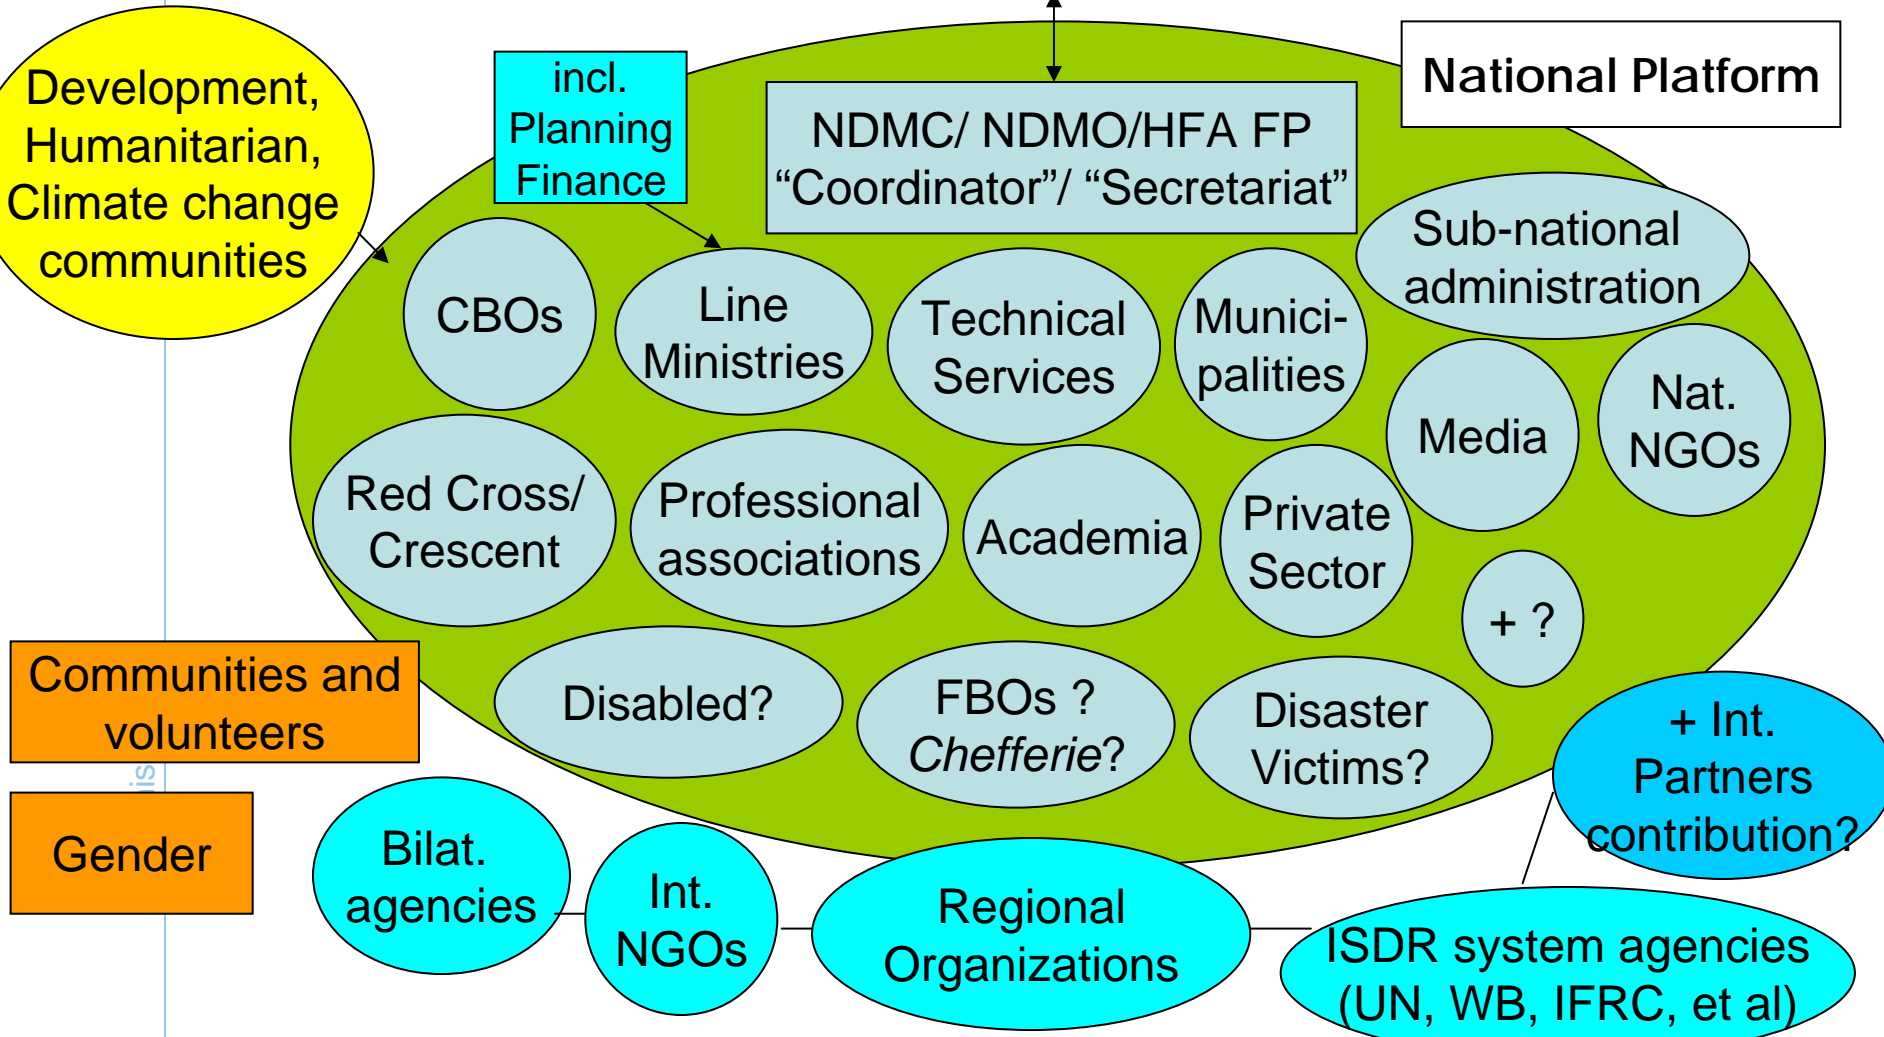 National Platform
Development,
Humanitarian,
Climate change
communities
incl.
Planning
Finance
NDMC/ NDMO/HFA FP
“Coordinator”/ “Secretariat”
Sub-national
administration
CBOs
Line
Ministries
Technical
Services
Munici-
palities
Media
Nat.
NGOs
Red Cross/
Crescent
Professional
associations
Academia
Private
Sector
+ ?
Communities and
volunteers
Disabled?
FBOs ?
Chefferie?
Disaster
Victims?
+ Int.
Partners
contribution?
Gender
Bilat.
agencies
Int.
NGOs
Regional
Organizations
ISDR system agencies
(UN, WB, IFRC, et al)